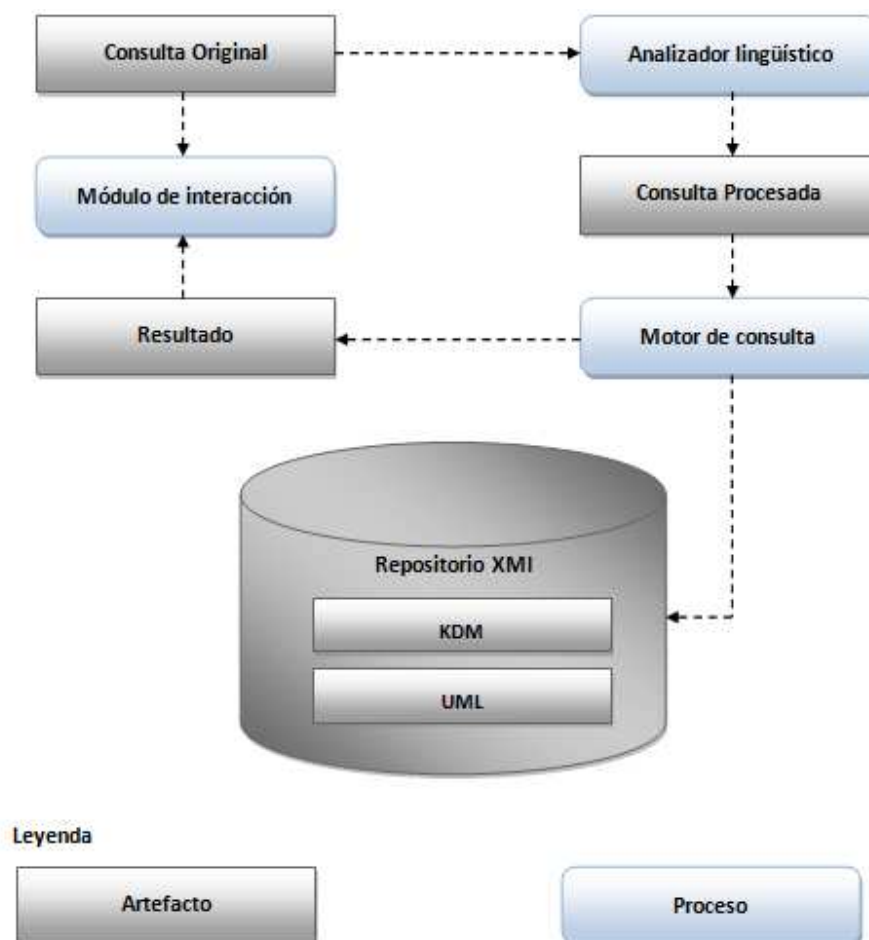 Consulta Original
Analizador lingüístico
Módulo de interacción
Consulta Procesada
Resultado
Motor de consulta
Repositorio XMI
KDM
UML
Leyenda
Artefacto
Proceso